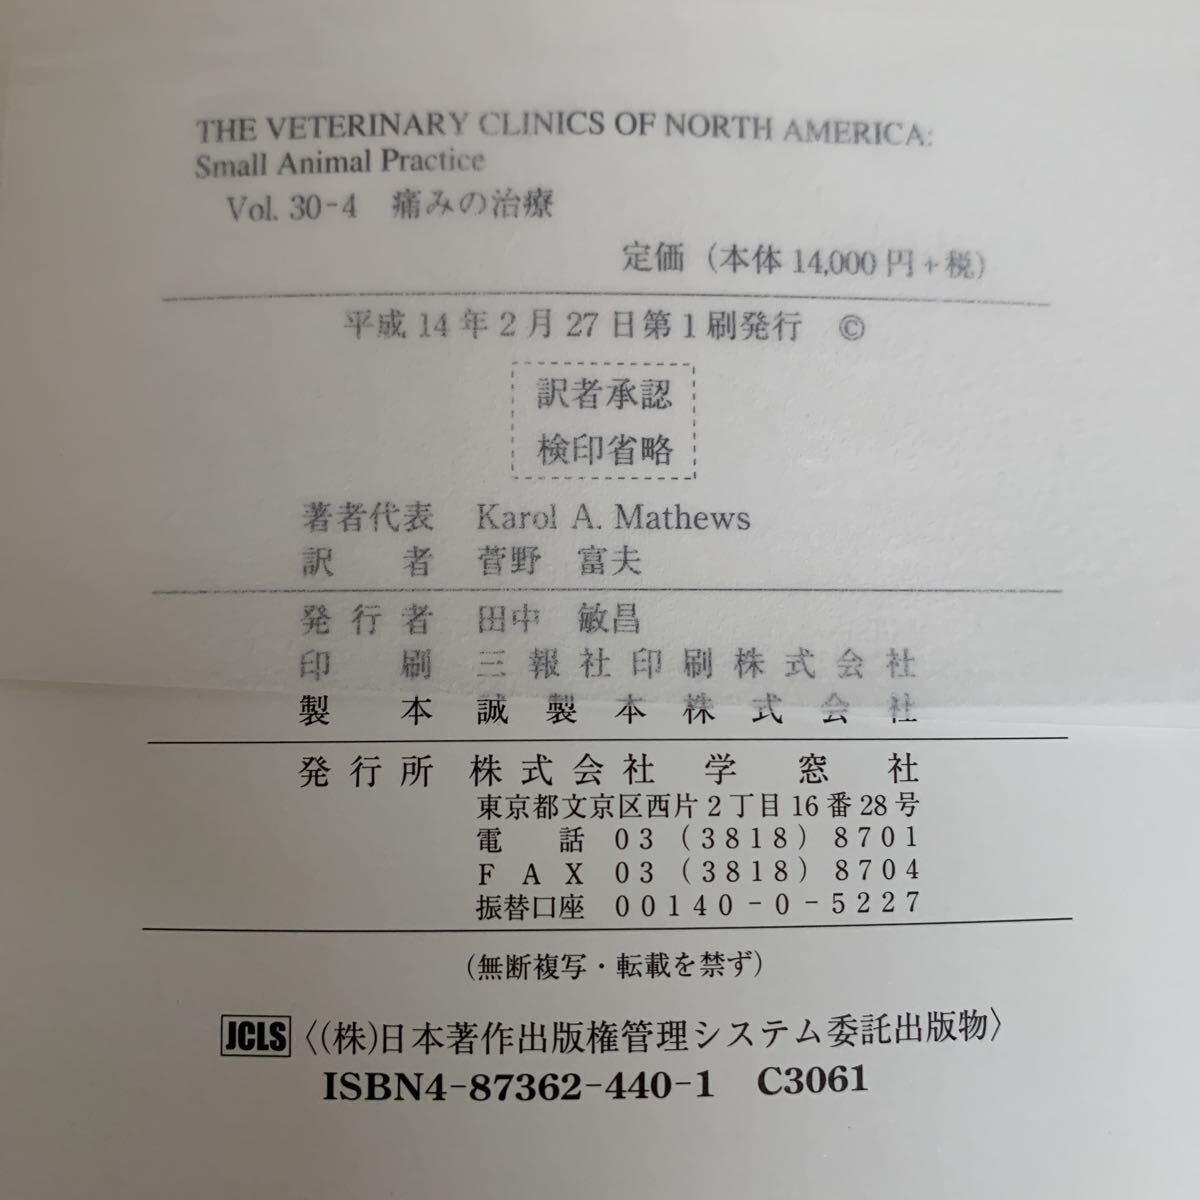 THE VETERINARY CLINICS OF NORTH AMERICA:
Small Animal Practice
Vol. 30-4 痛みの治療
定価（本体 14,000 円+税）
平成 14 年 2 月 27 日第 1 刷発行 ©
訳者承認
検印省略
著者代表 Karol A. Mathews
訳者 菅野 富夫
発行者 田中 敏昌
印刷 三報社印刷株式会社
製本 誠製本株式会社
発行所 株式会社 学窓社
東京都文京区西片 2 丁目 16 番 28 号
電話 03 (3818) 8701
FAX 03 (3818) 8704
振替口座 00140-0-5227
(無断複写・転載を禁ず)
JCLS 〈(株)日本著作出版権管理システム委託出版物〉
ISBN4-87362-440-1 C3061